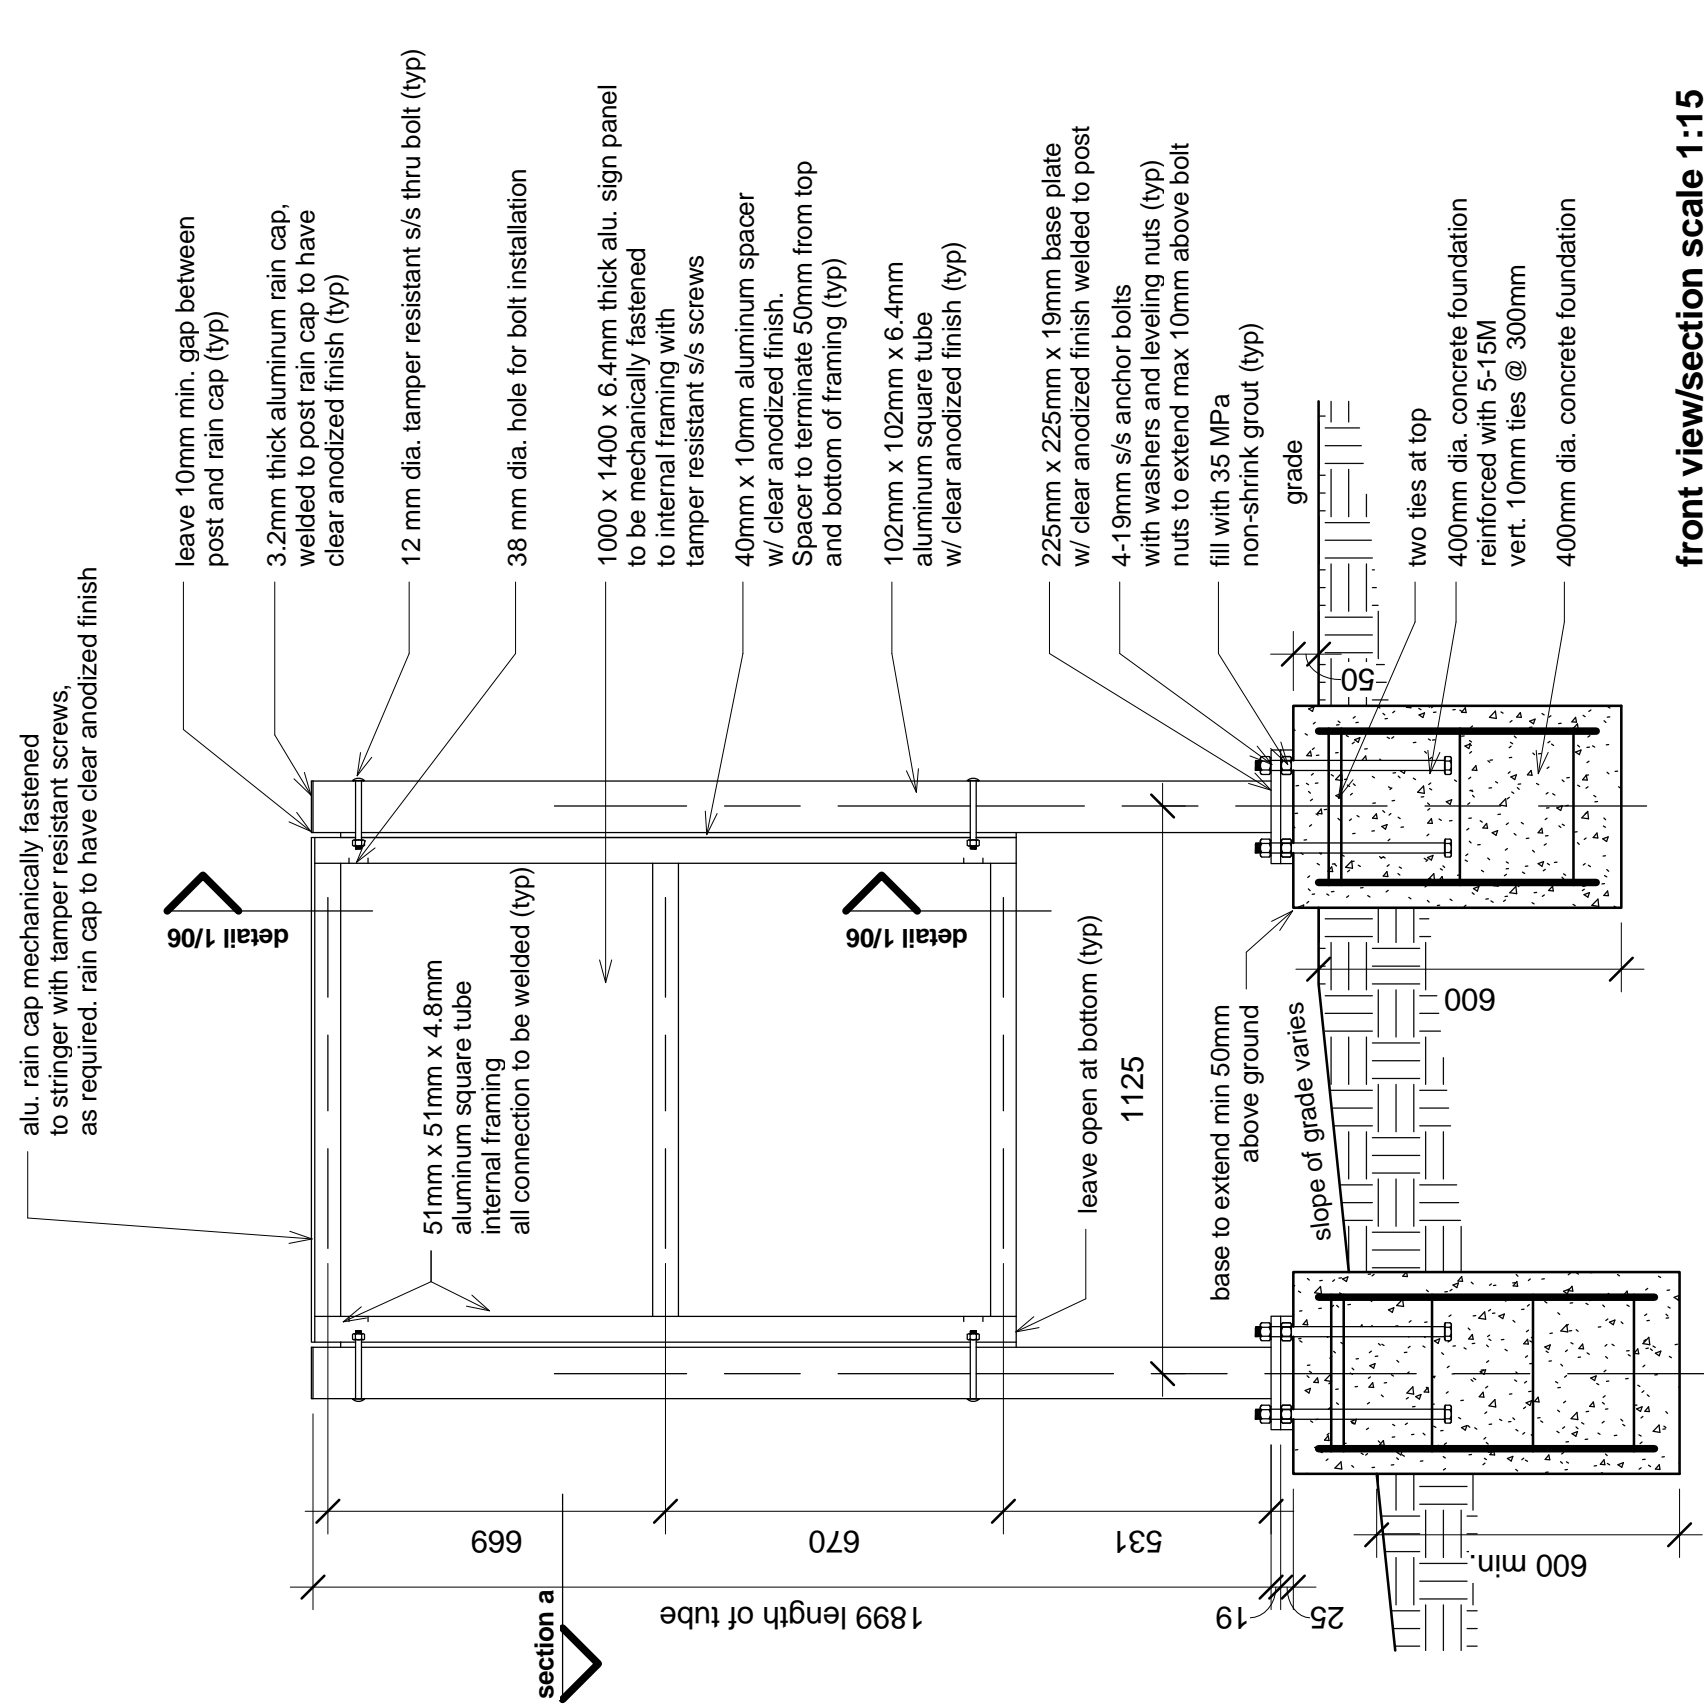 alu. rain cap mechanically fastened
to stringer with tamper resistant screws,
as required. rain cap to have clear anodized finish
leave 10mm min. gap between
post and rain cap (typ)
3.2mm thick aluminum rain cap,
welded to post rain cap to have
clear anodized finish (typ)
12 mm dia. tamper resistant s/s thru bolt (typ)
38 mm dia. hole for bolt installation
1000 x 1400 x 6.4mm thick alu. sign panel
to be mechanically fastened
to internal framing with
tamper resistant s/s screws
40mm x 10mm aluminum spacer
w/ clear anodized finish.
Spacer to terminate 50mm from top
and bottom of framing (typ)
102mm x 102mm x 6.4mm
aluminum square tube
w/ clear anodized finish (typ)
225mm x 225mm x 19mm base plate
w/ clear anodized finish welded to post
4-19mm s/s anchor bolts
with washers and leveling nuts (typ)
nuts to extend max 10mm above bolt
fill with 35 MPa
non-shrink grout (typ)
grade
50
two ties at top
400mm dia. concrete foundation
reinforced with 5-15M
vert. 10mm ties @ 300mm
400mm dia. concrete foundation
detail 1/06
detail 1/06
51mm x 51mm x 4.8mm
aluminum square tube
internal framing
all connection to be welded (typ)
leave open at bottom (typ)
1125
base to extend min 50mm
above ground
slope of grade varies
600
669
670
531
1899 length of tube
19
25
600 min.
section a
front view/section scale 1:15